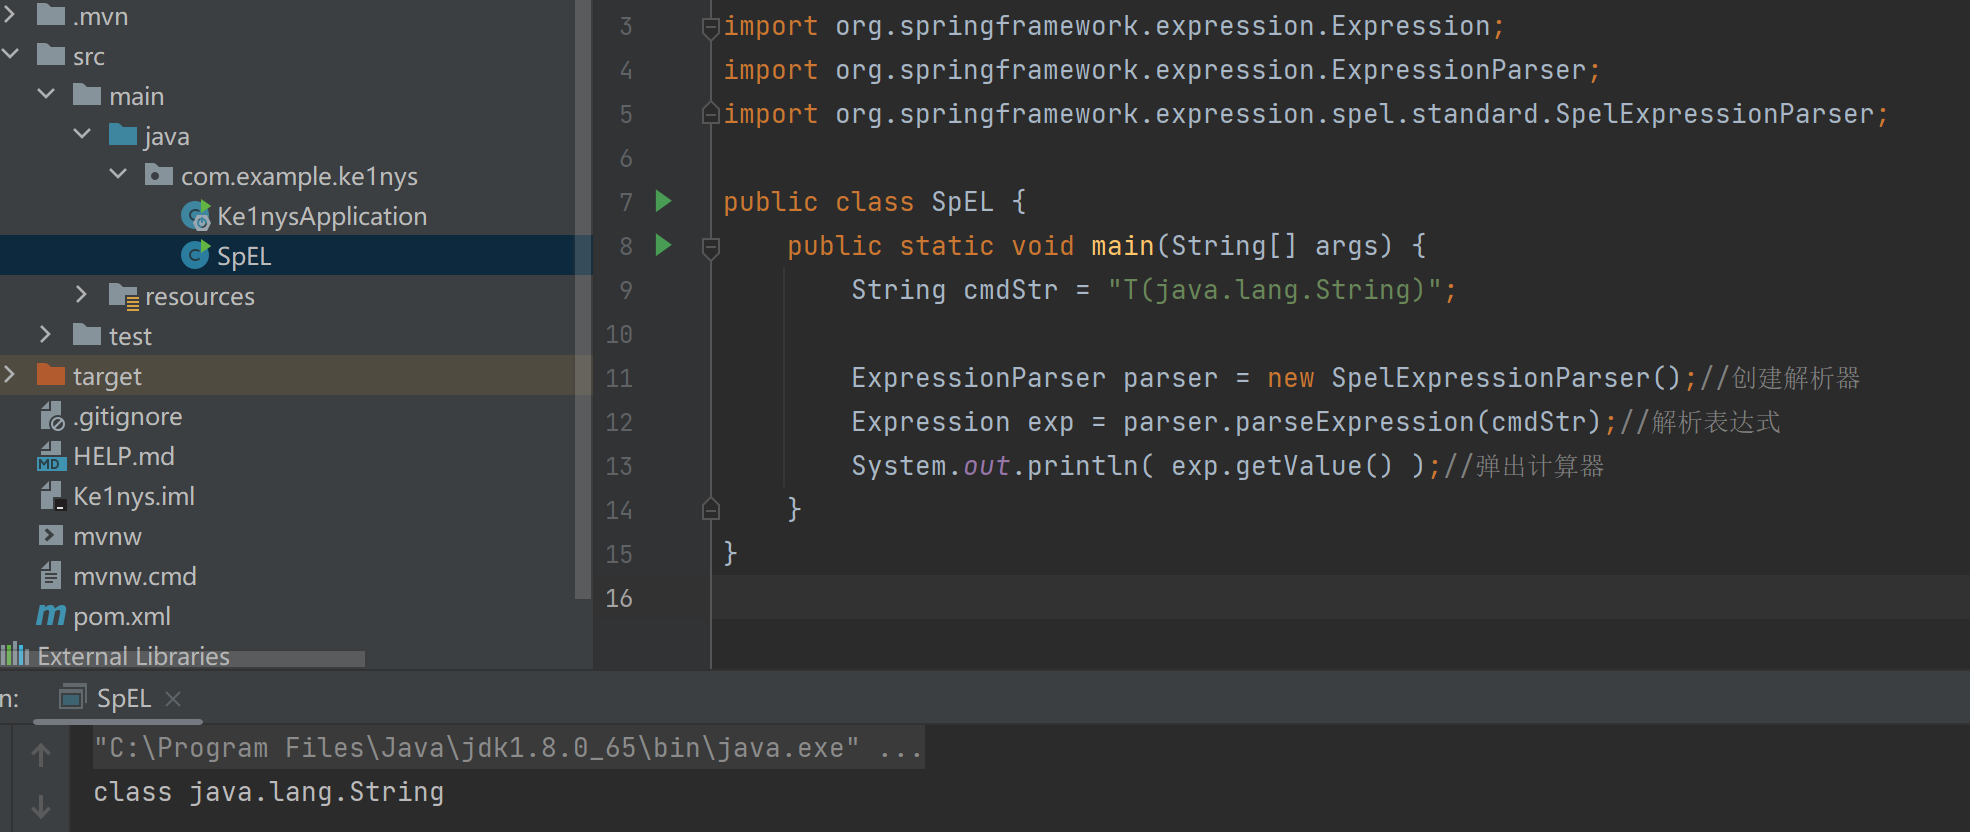 .mvn
src
main
java
com.example.ke1nys
Ke1nysApplication
SpEL
resources
test
target
.gitignore
HELP.md
Ke1nys.iml
mvnw
mvnw.cmd
pom.xml
External Libraries
3 import org.springframework.expression.Expression;
4 import org.springframework.expression.ExpressionParser;
5 import org.springframework.expression.spel.standard.SpelExpressionParser;
6
7 public class SpEL {
8 public static void main(String[] args) {
9 String cmdStr = "T(java.lang.String)";
10
11 ExpressionParser parser = new SpelExpressionParser();//创建解析器
12 Expression exp = parser.parseExpression(cmdStr);//解析表达式
13 System.out.println( exp.getValue() );//弹出计算器
14 }
15 }
16
n: SpEL
"C:\Program Files\Java\jdk1.8.0_65\bin\java.exe" ...
class java.lang.String